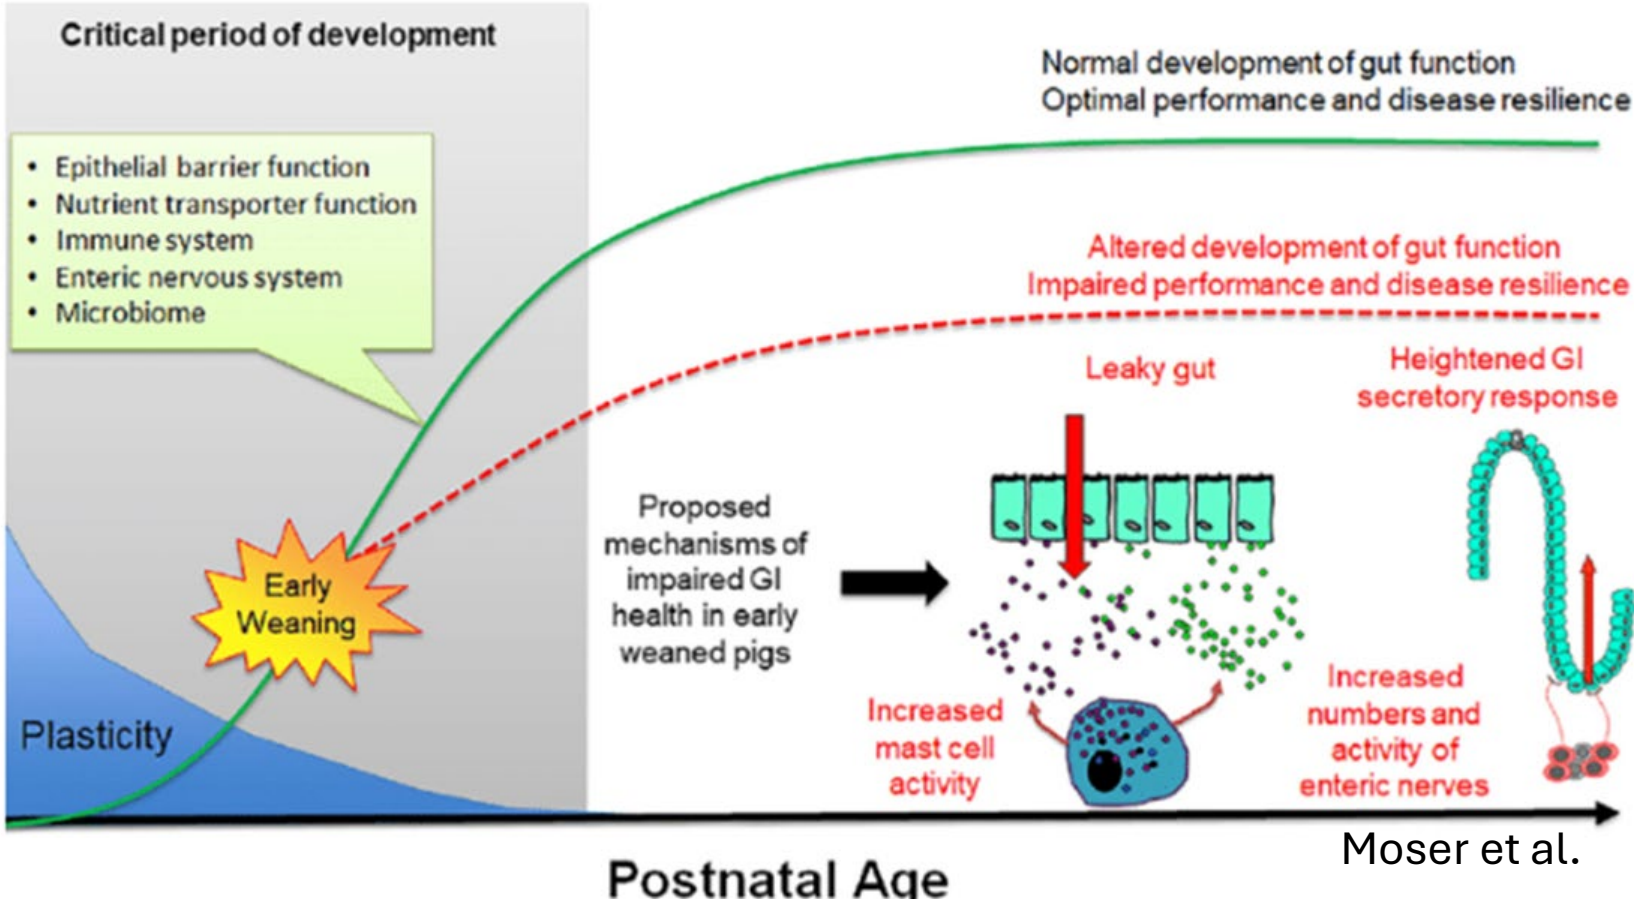 Critical period of development
• Epithelial barrier function
• Nutrient transporter function
• Immune system
• Enteric nervous system
• Microbiome
Normal development of gut function
Optimal performance and disease resilience
Altered development of gut function
Impaired performance and disease resilience
Early
Weaning
Plasticity
Proposed
mechanisms of
impaired GI
health in early
weaned pigs
Leaky gut
Heightened GI
secretory response
Increased
mast cell
activity
Increased
numbers and
activity of
enteric nerves
Moser et al.
Postnatal Age